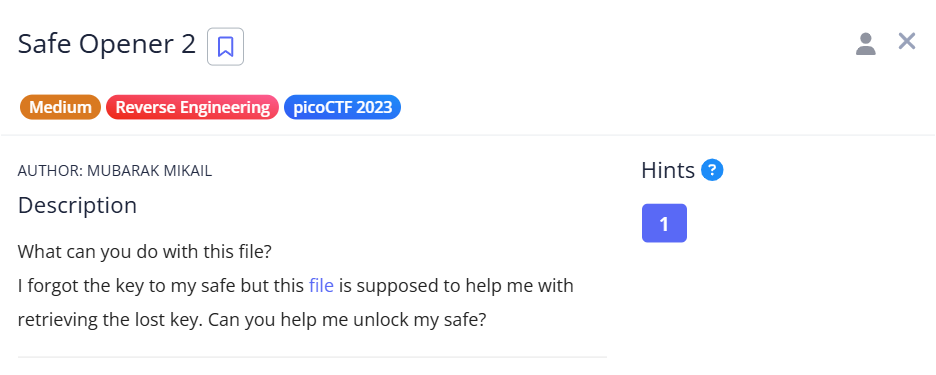 Safe Opener 2
Medium Reverse Engineering picoCTF 2023
AUTHOR: MUBARAK MIKAIL
Description
What can you do with this file?
I forgot the key to my safe but this file is supposed to help me with
retrieving the lost key. Can you help me unlock my safe?
Hints ?
1